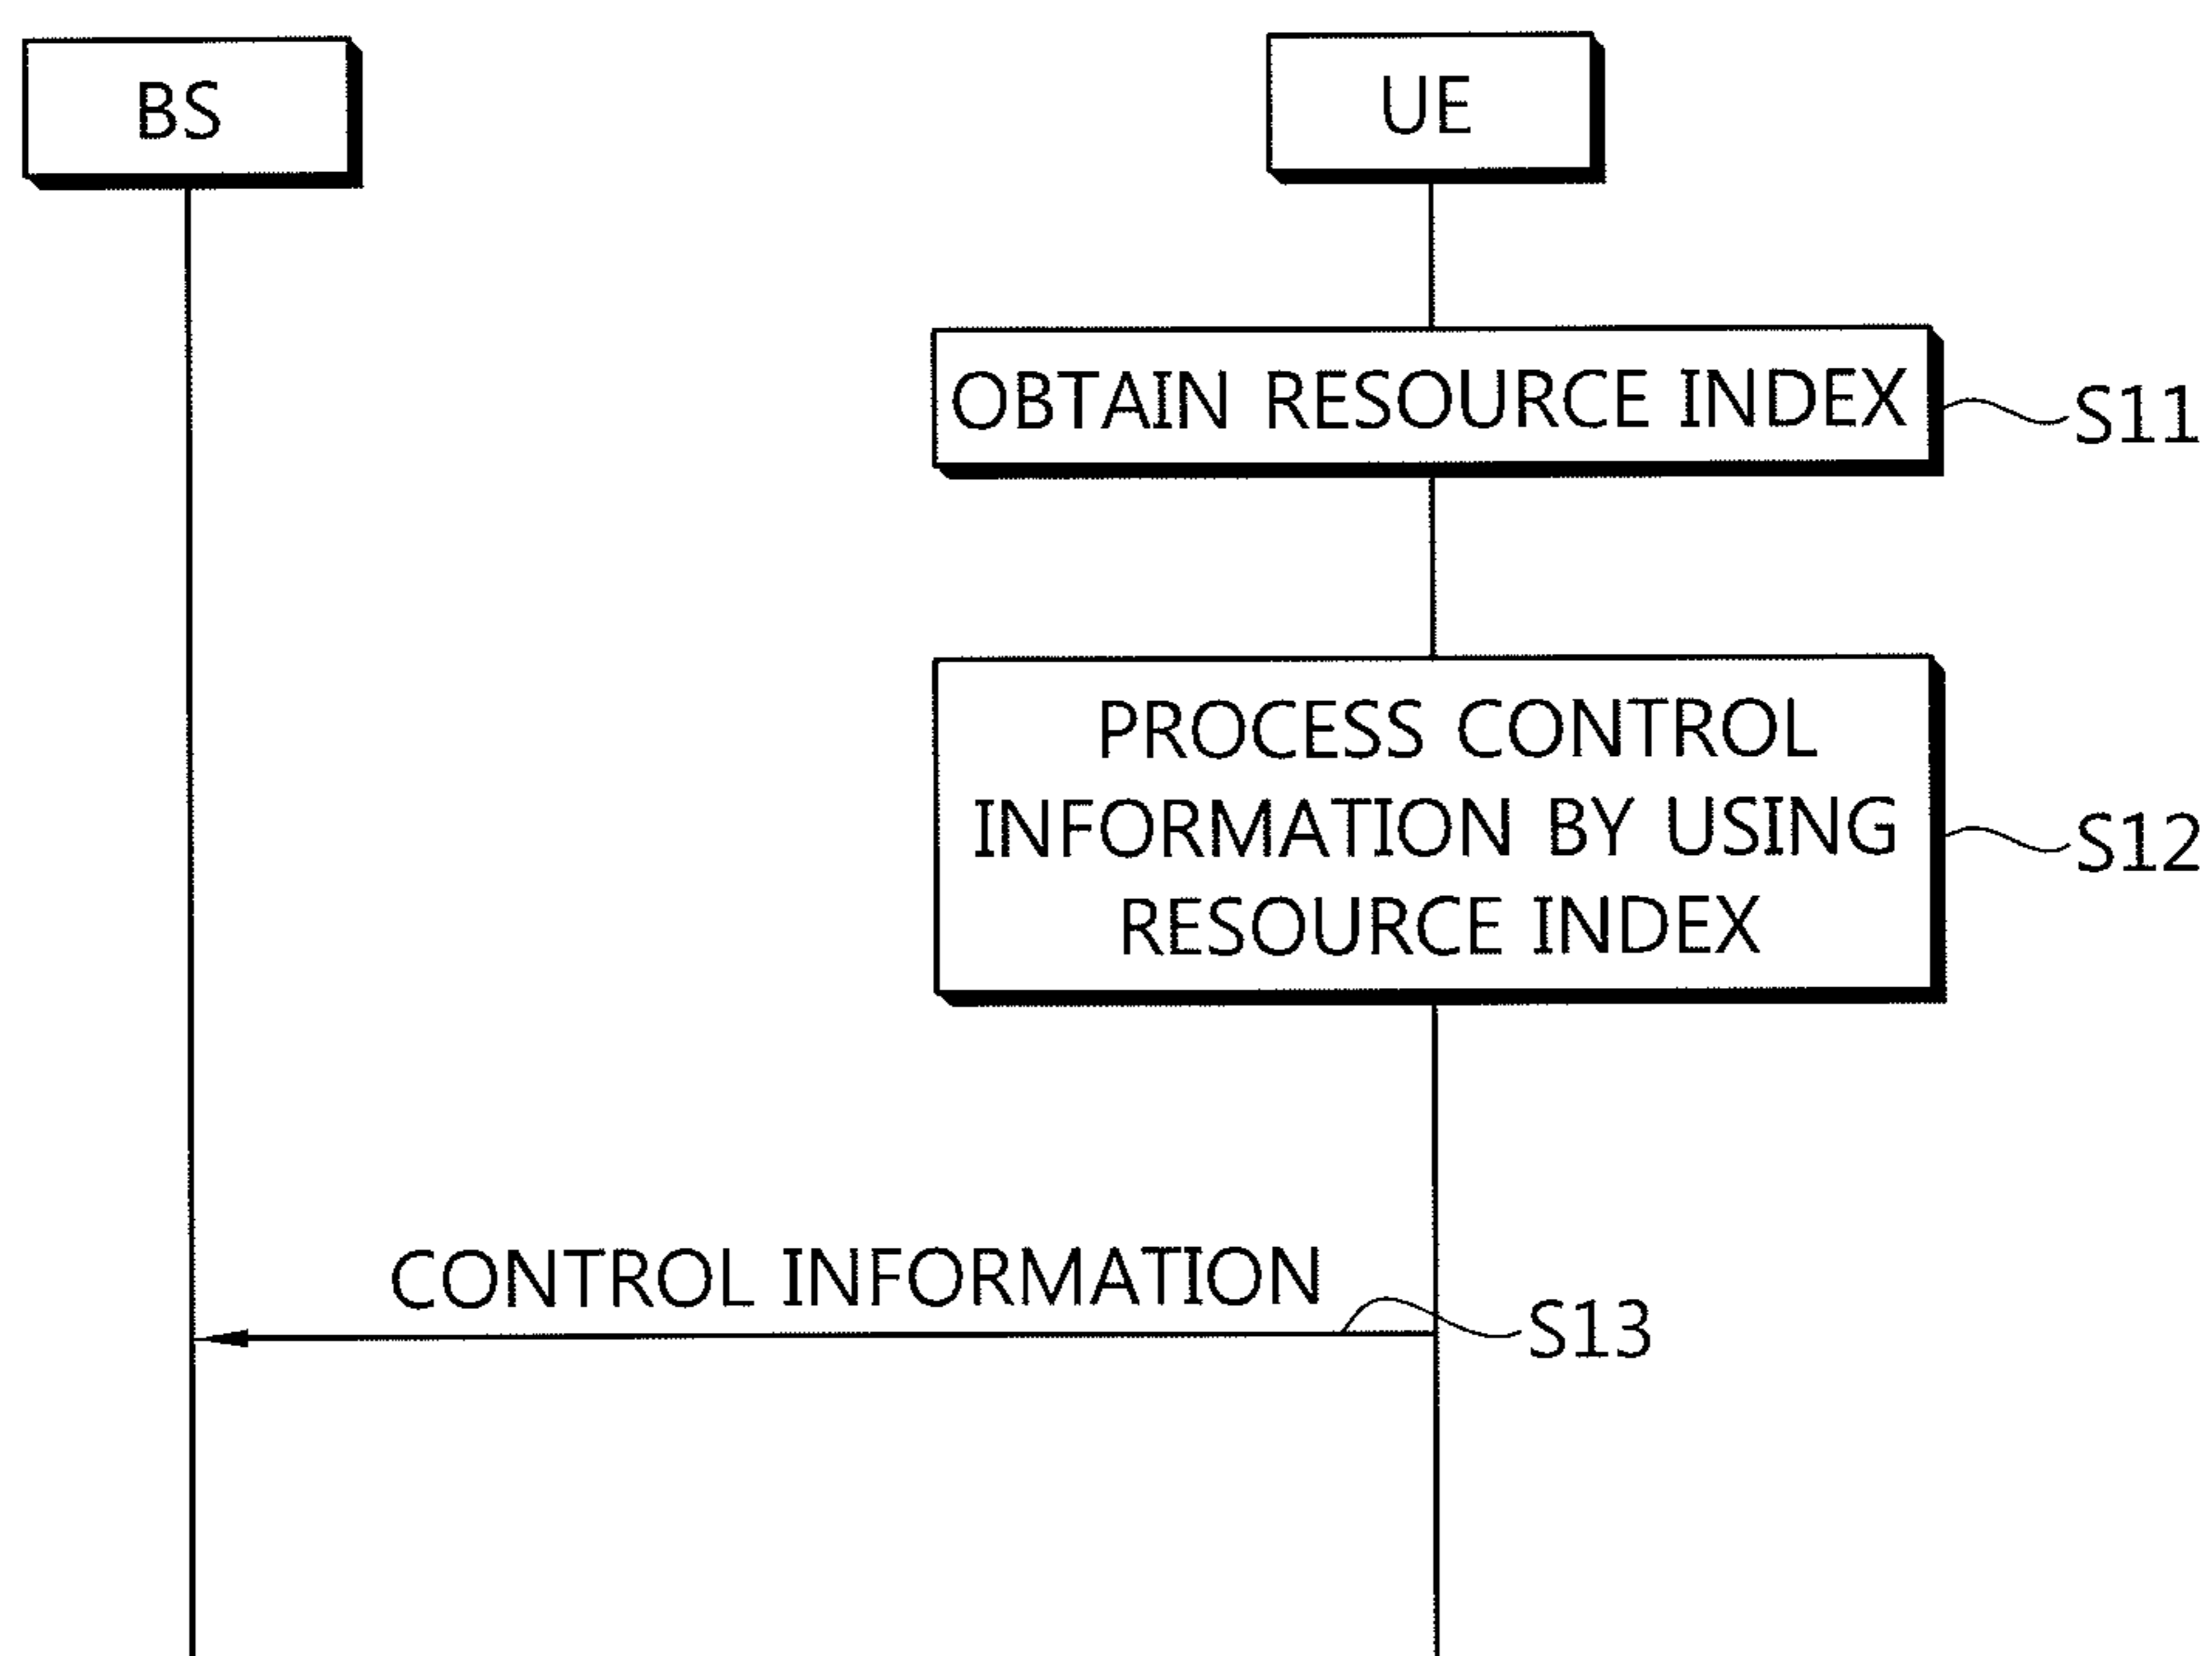 BS
UE
OBTAIN RESOURCE INDEX
S11
PROCESS CONTROL
INFORMATION BY USING
RESOURCE INDEX
S12
CONTROL INFORMATION
S13